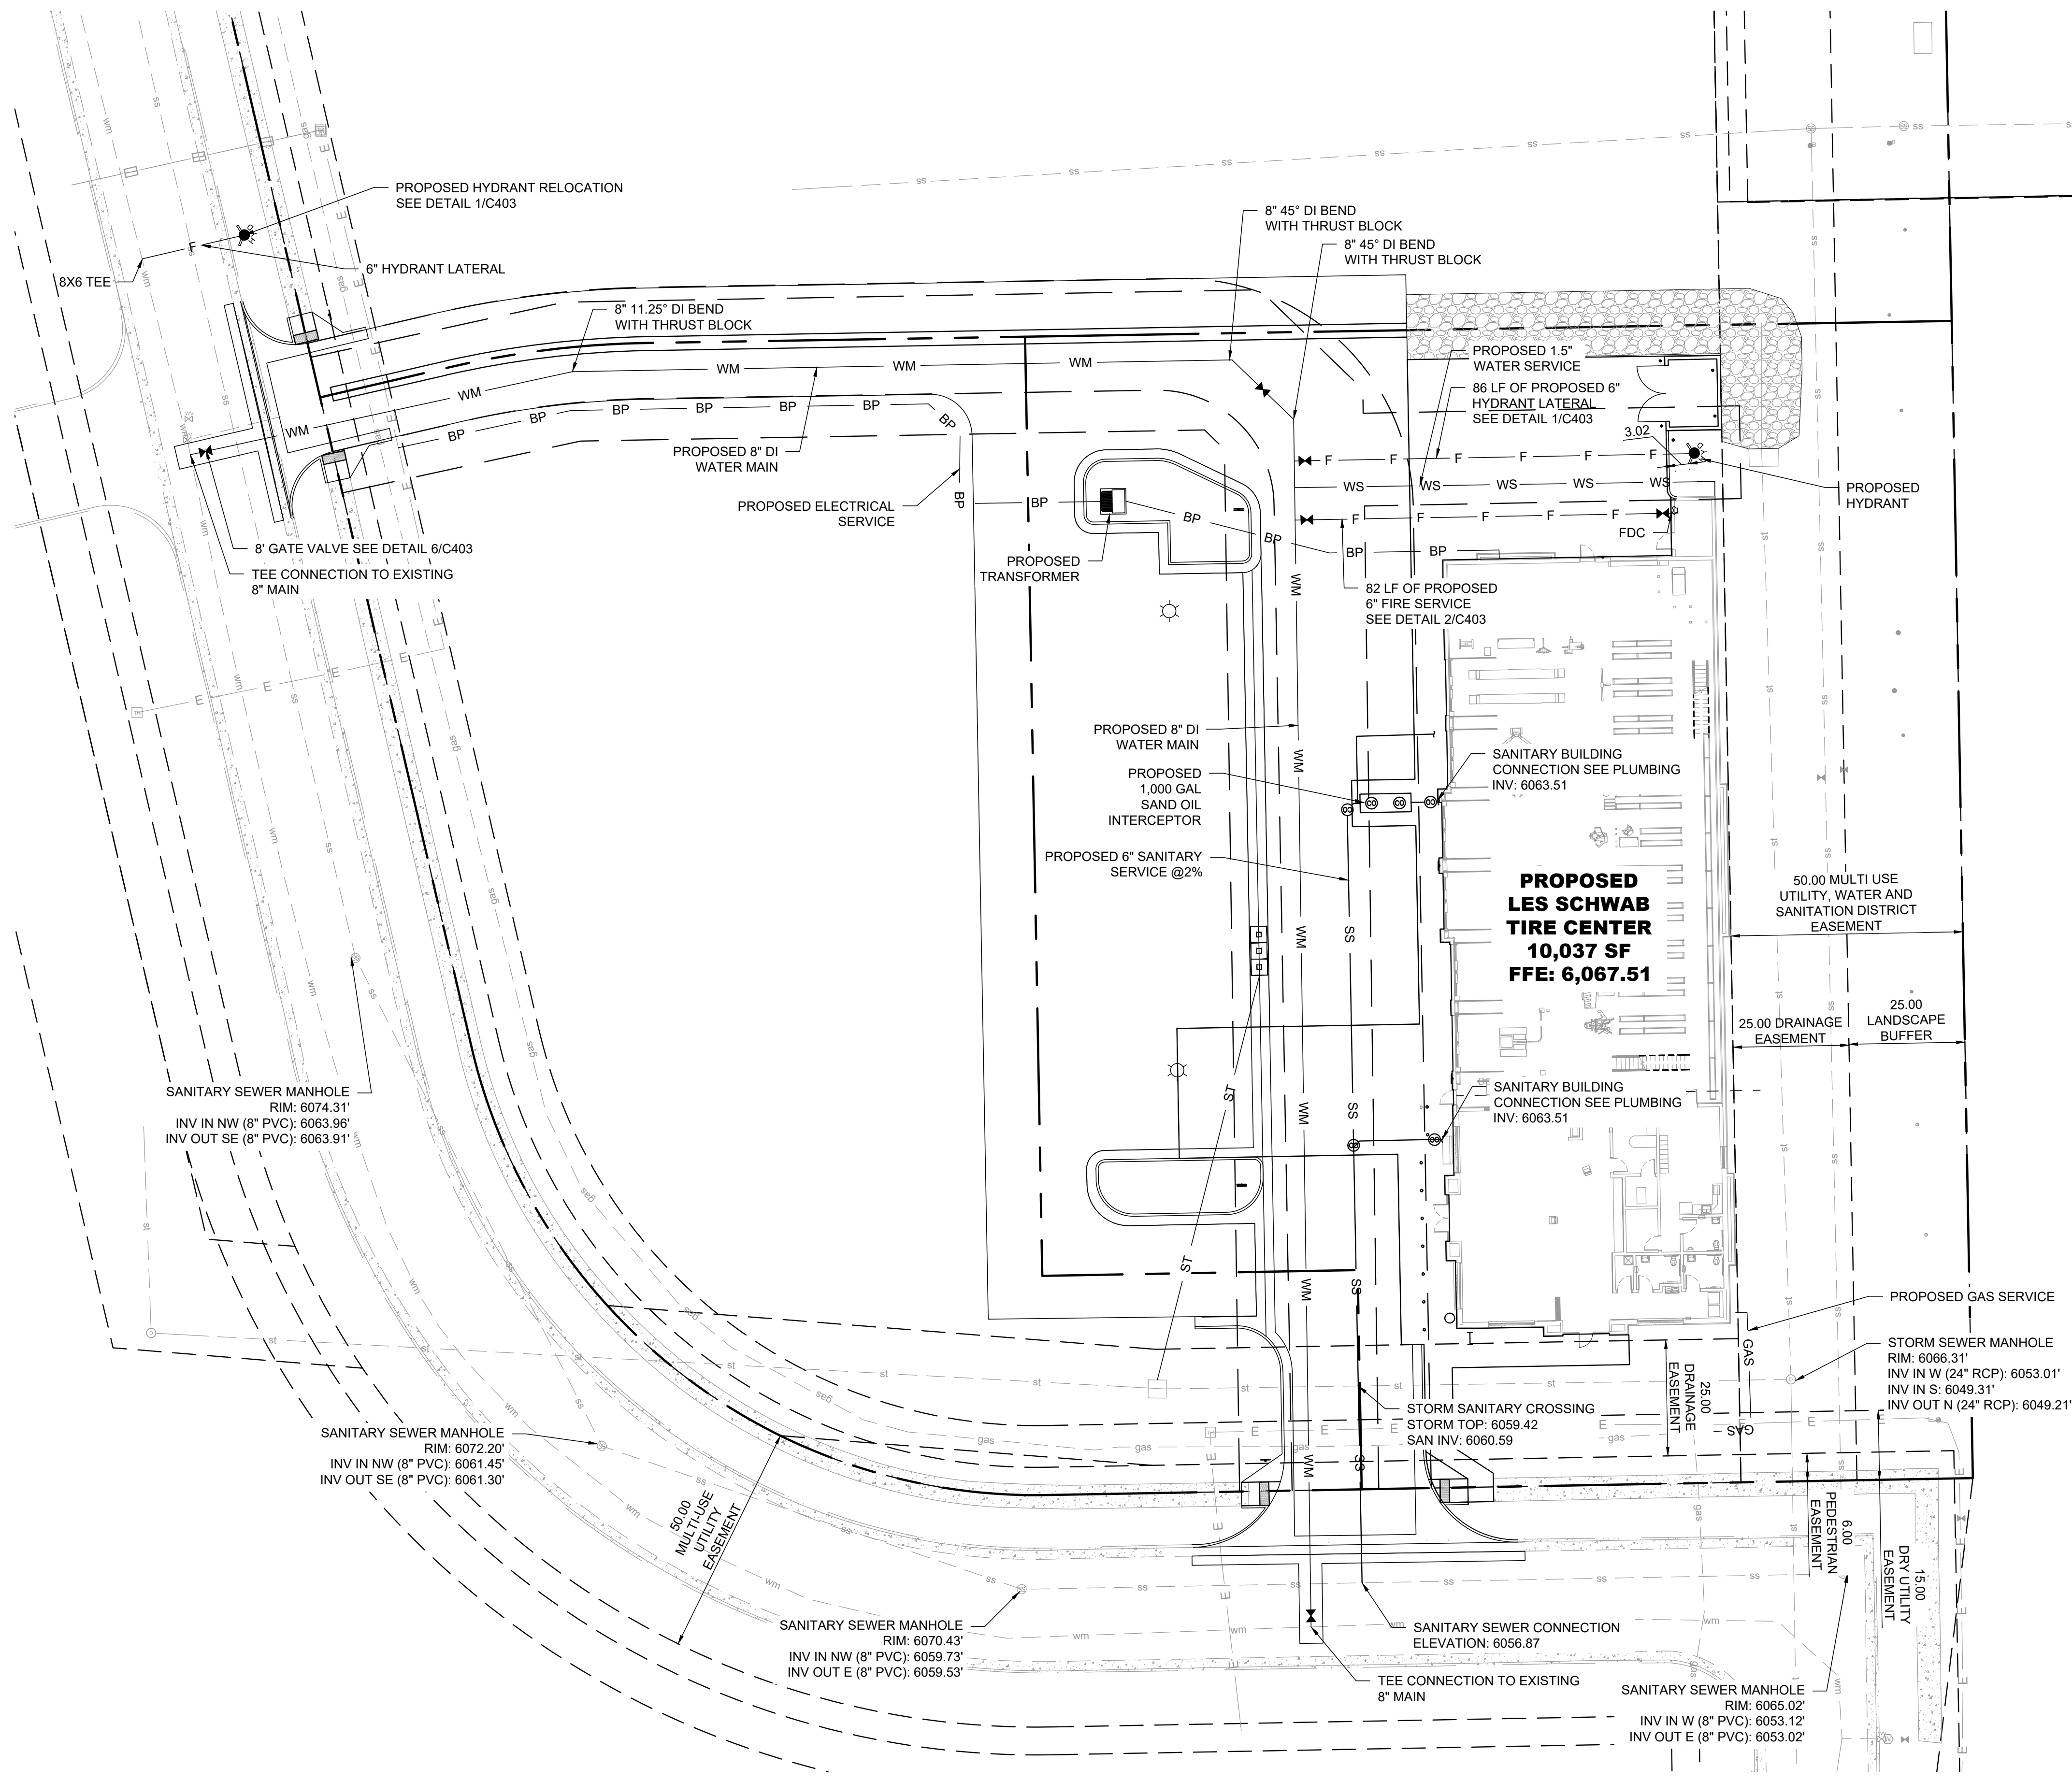 PROPOSED HYDRANT RELOCATION
SEE DETAIL 1/C403
6" HYDRANT LATERAL
8X6 TEE
8" 11.25° DI BEND
WITH THRUST BLOCK
8" 45° DI BEND
WITH THRUST BLOCK
8" 45° DI BEND
WITH THRUST BLOCK
PROPOSED 1.5"
WATER SERVICE
86 LF OF PROPOSED 6"
HYDRANT LATERAL
SEE DETAIL 1/C403
3.02
PROPOSED
HYDRANT
FDC
PROPOSED 8" DI
WATER MAIN
PROPOSED ELECTRICAL
SERVICE
8' GATE VALVE SEE DETAIL 6/C403
TEE CONNECTION TO EXISTING
8" MAIN
PROPOSED
TRANSFORMER
82 LF OF PROPOSED
6" FIRE SERVICE
SEE DETAIL 2/C403
PROPOSED 8" DI
WATER MAIN
PROPOSED
1,000 GAL
SAND OIL
INTERCEPTOR
SANITARY BUILDING
CONNECTION SEE PLUMBING
INV: 6063.51
PROPOSED 6" SANITARY
SERVICE @2%
PROPOSED
LES SCHWAB
TIRE CENTER
10,037 SF
FFE: 6,067.51
50.00 MULTI USE
UTILITY, WATER AND
SANITATION DISTRICT
EASEMENT
25.00 DRAINAGE
EASEMENT
25.00
LANDSCAPE
BUFFER
SANITARY SEWER MANHOLE
RIM: 6074.31'
INV IN NW (8" PVC): 6063.96'
INV OUT SE (8" PVC): 6063.91'
SANITARY BUILDING
CONNECTION SEE PLUMBING
INV: 6063.51
PROPOSED GAS SERVICE
STORM SEWER MANHOLE
RIM: 6066.31'
INV IN W (24" RCP): 6053.01'
INV IN S: 6049.31'
INV OUT N (24" RCP): 6049.21'
25.00
DRAINAGE
EASEMENT
STORM SANITARY CROSSING
STORM TOP: 6059.42
SAN INV: 6060.59
SANITARY SEWER MANHOLE
RIM: 6072.20'
INV IN NW (8" PVC): 6061.45'
INV OUT SE (8" PVC): 6061.30'
50.00
MULTI-USE
UTILITY
EASEMENT
6.00
PEDESTRIAN
EASEMENT
15.00
DRY UTILITY
EASEMENT
SANITARY SEWER MANHOLE
RIM: 6070.43'
INV IN NW (8" PVC): 6059.73'
INV OUT E (8" PVC): 6059.53'
SANITARY SEWER CONNECTION
ELEVATION: 6056.87
TEE CONNECTION TO EXISTING
8" MAIN
SANITARY SEWER MANHOLE
RIM: 6065.02'
INV IN W (8" PVC): 6053.12'
INV OUT E (8" PVC): 6053.02'
WM WM WM WM WM
BP BP BP BP BP BP BP
BP BP BP BP BP BP
F F F F F F
WS WS WS WS WS
F F F F F
WM
WM
WM
WM
WM
WM
SS
SS
SS
SS
ST
ST
GAS
GAS